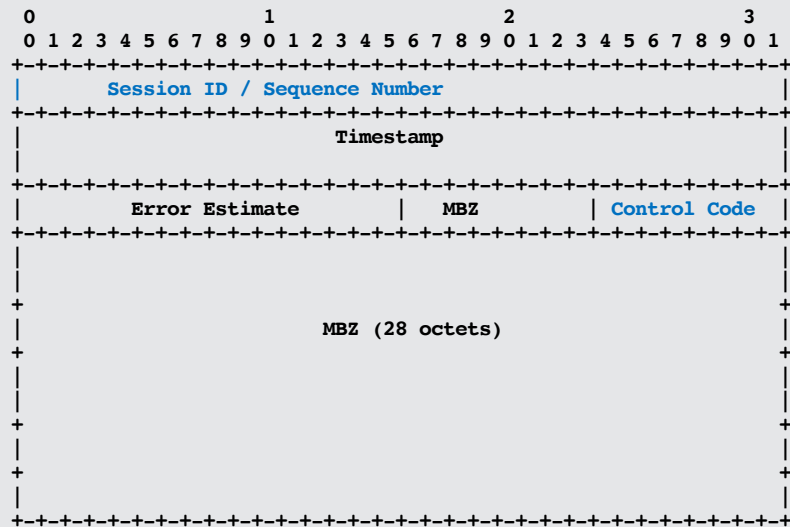 0 1 2 3
0 1 2 3 4 5 6 7 8 9 0 1 2 3 4 5 6 7 8 9 0 1 2 3 4 5 6 7 8 9 0 1
+-+-+-+-+-+-+-+-+-+-+-+-+-+-+-+-+-+-+-+-+-+-+-+-+-+-+-+-+-+-+-+-+
| Session ID / Sequence Number |
+-+-+-+-+-+-+-+-+-+-+-+-+-+-+-+-+-+-+-+-+-+-+-+-+-+-+-+-+-+-+-+-+
| Timestamp |
| |
+-+-+-+-+-+-+-+-+-+-+-+-+-+-+-+-+-+-+-+-+-+-+-+-+-+-+-+-+-+-+-+-+
| Error Estimate | MBZ | Control Code |
+-+-+-+-+-+-+-+-+-+-+-+-+-+-+-+-+-+-+-+-+-+-+-+-+-+-+-+-+-+-+-+-+
| |
| |
+ +
| MBZ (28 octets) |
+ +
| |
| |
+ +
| |
+ +
| |
+-+-+-+-+-+-+-+-+-+-+-+-+-+-+-+-+-+-+-+-+-+-+-+-+-+-+-+-+-+-+-+-+